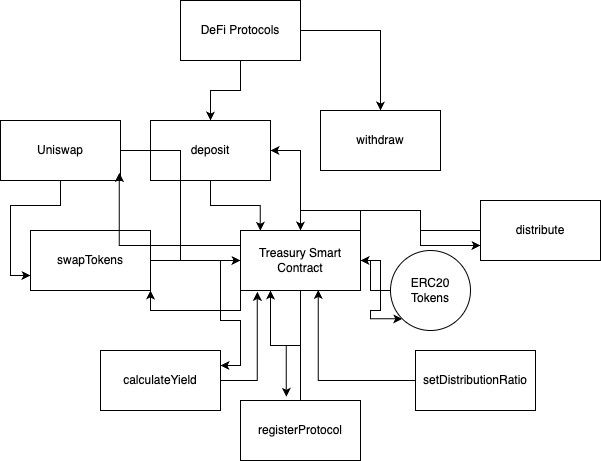 DeFi Protocols
withdraw
Uniswap
deposit
distribute
Treasury Smart
Contract
swapTokens
ERC20
Tokens
calculateYield
setDistributionRatio
registerProtocol